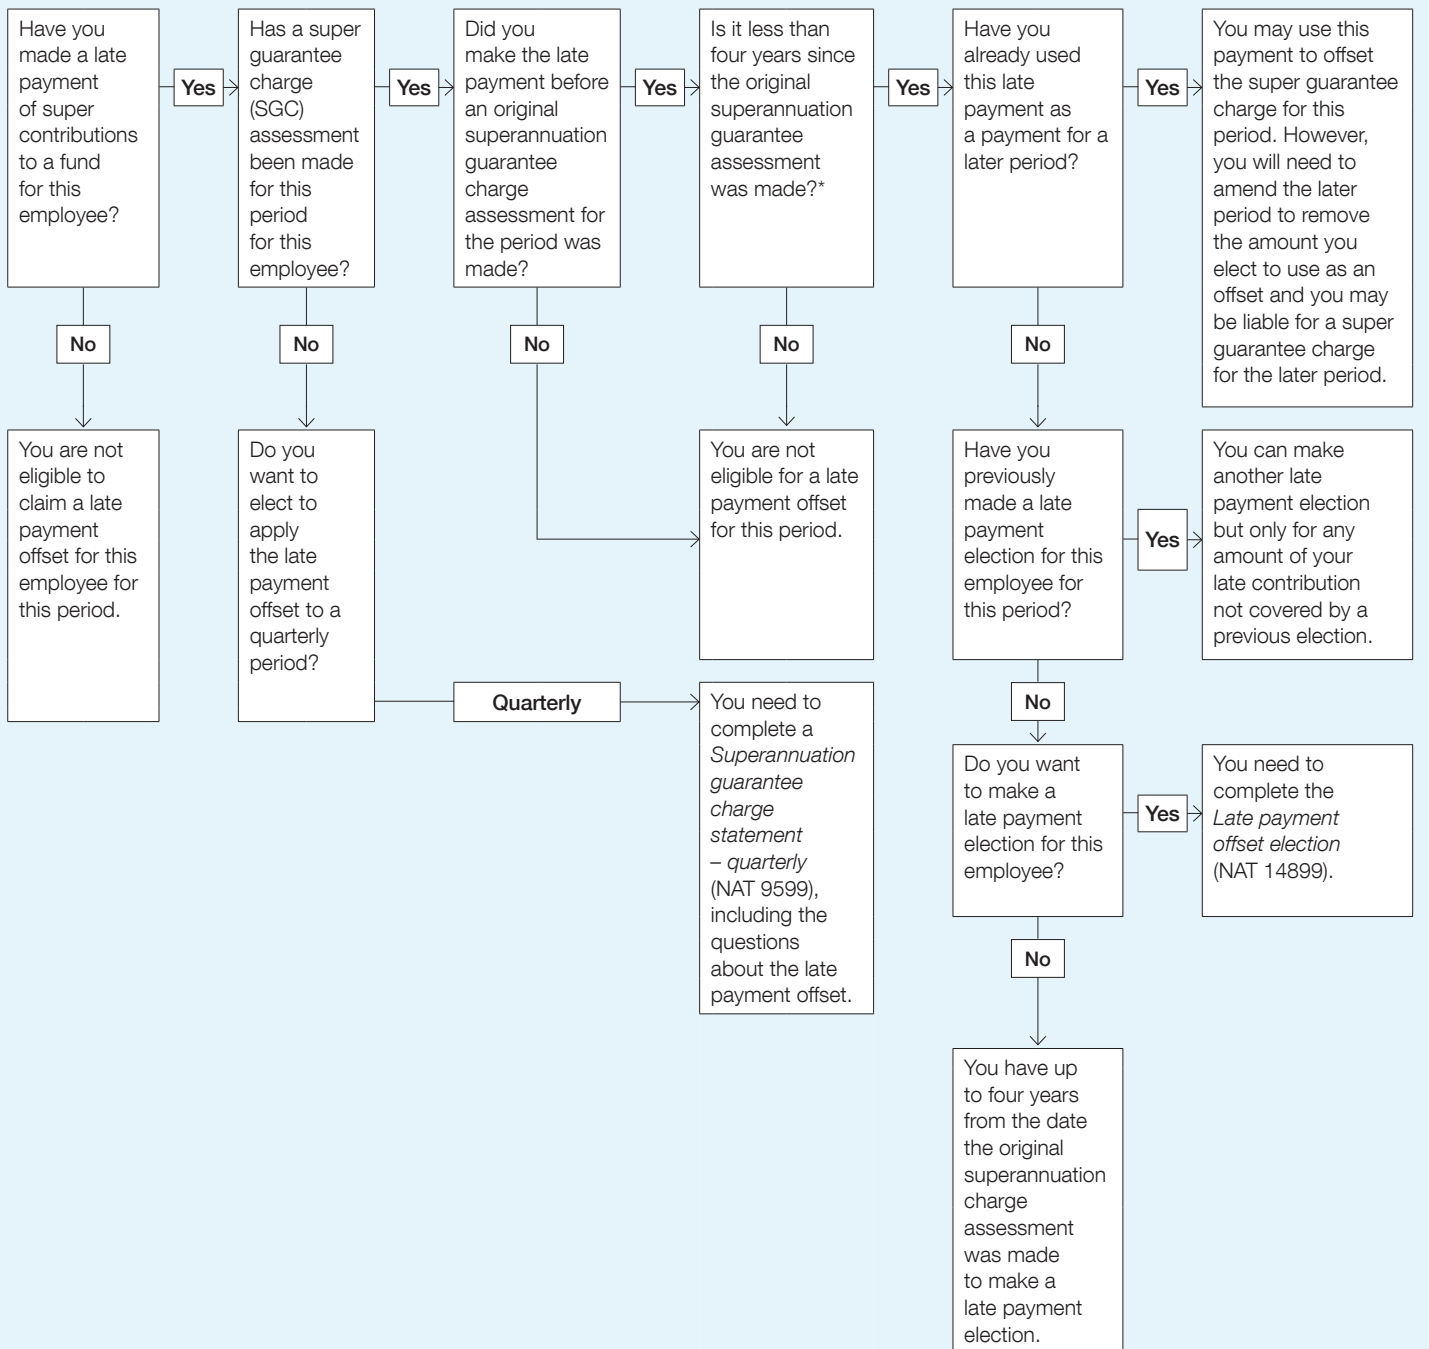 Have you
made a late
payment
of super
contributions
to a fund
for this
employee?
Yes
Has a super
guarantee
charge
(SGC)
assessment
been made
for this
period
for this
employee?
Yes
Did you
make the late
payment before
an original
superannuation
guarantee
charge
assessment for
the period was
made?
Yes
Is it less than
four years since
the original
superannuation
guarantee
assessment
was made?*
Yes
Have you
already used
this late
payment as
a payment for a
later period?
Yes
You may use this
payment to offset
the super guarantee
charge for this
period. However,
you will need to
amend the later
period to remove
the amount you
elect to use as an
offset and you may
be liable for a super
guarantee charge
for the later period.
No
No
No
No
No
You are not
eligible to
claim a late
payment
offset for this
employee for
this period.
Do you
want to
elect to
apply
the late
payment
offset to a
quarterly
period?
You are not
eligible for a late
payment offset
for this period.
Have you
previously
made a late
payment
election for this
employee for
this period?
Yes
You can make
another late
payment election
but only for any
amount of your
late contribution
not covered by a
previous election.
Quarterly
You need to
complete a
Superannuation
guarantee
charge
statement
– quarterly
(NAT 9599),
including the
questions
about the late
payment offset.
No
Do you want
to make a
late payment
election for this
employee?
Yes
You need to
complete the
Late payment
offset election
(NAT 14899).
No
You have up
to four years
from the date
the original
superannuation
charge
assessment
was made
to make a
late payment
election.